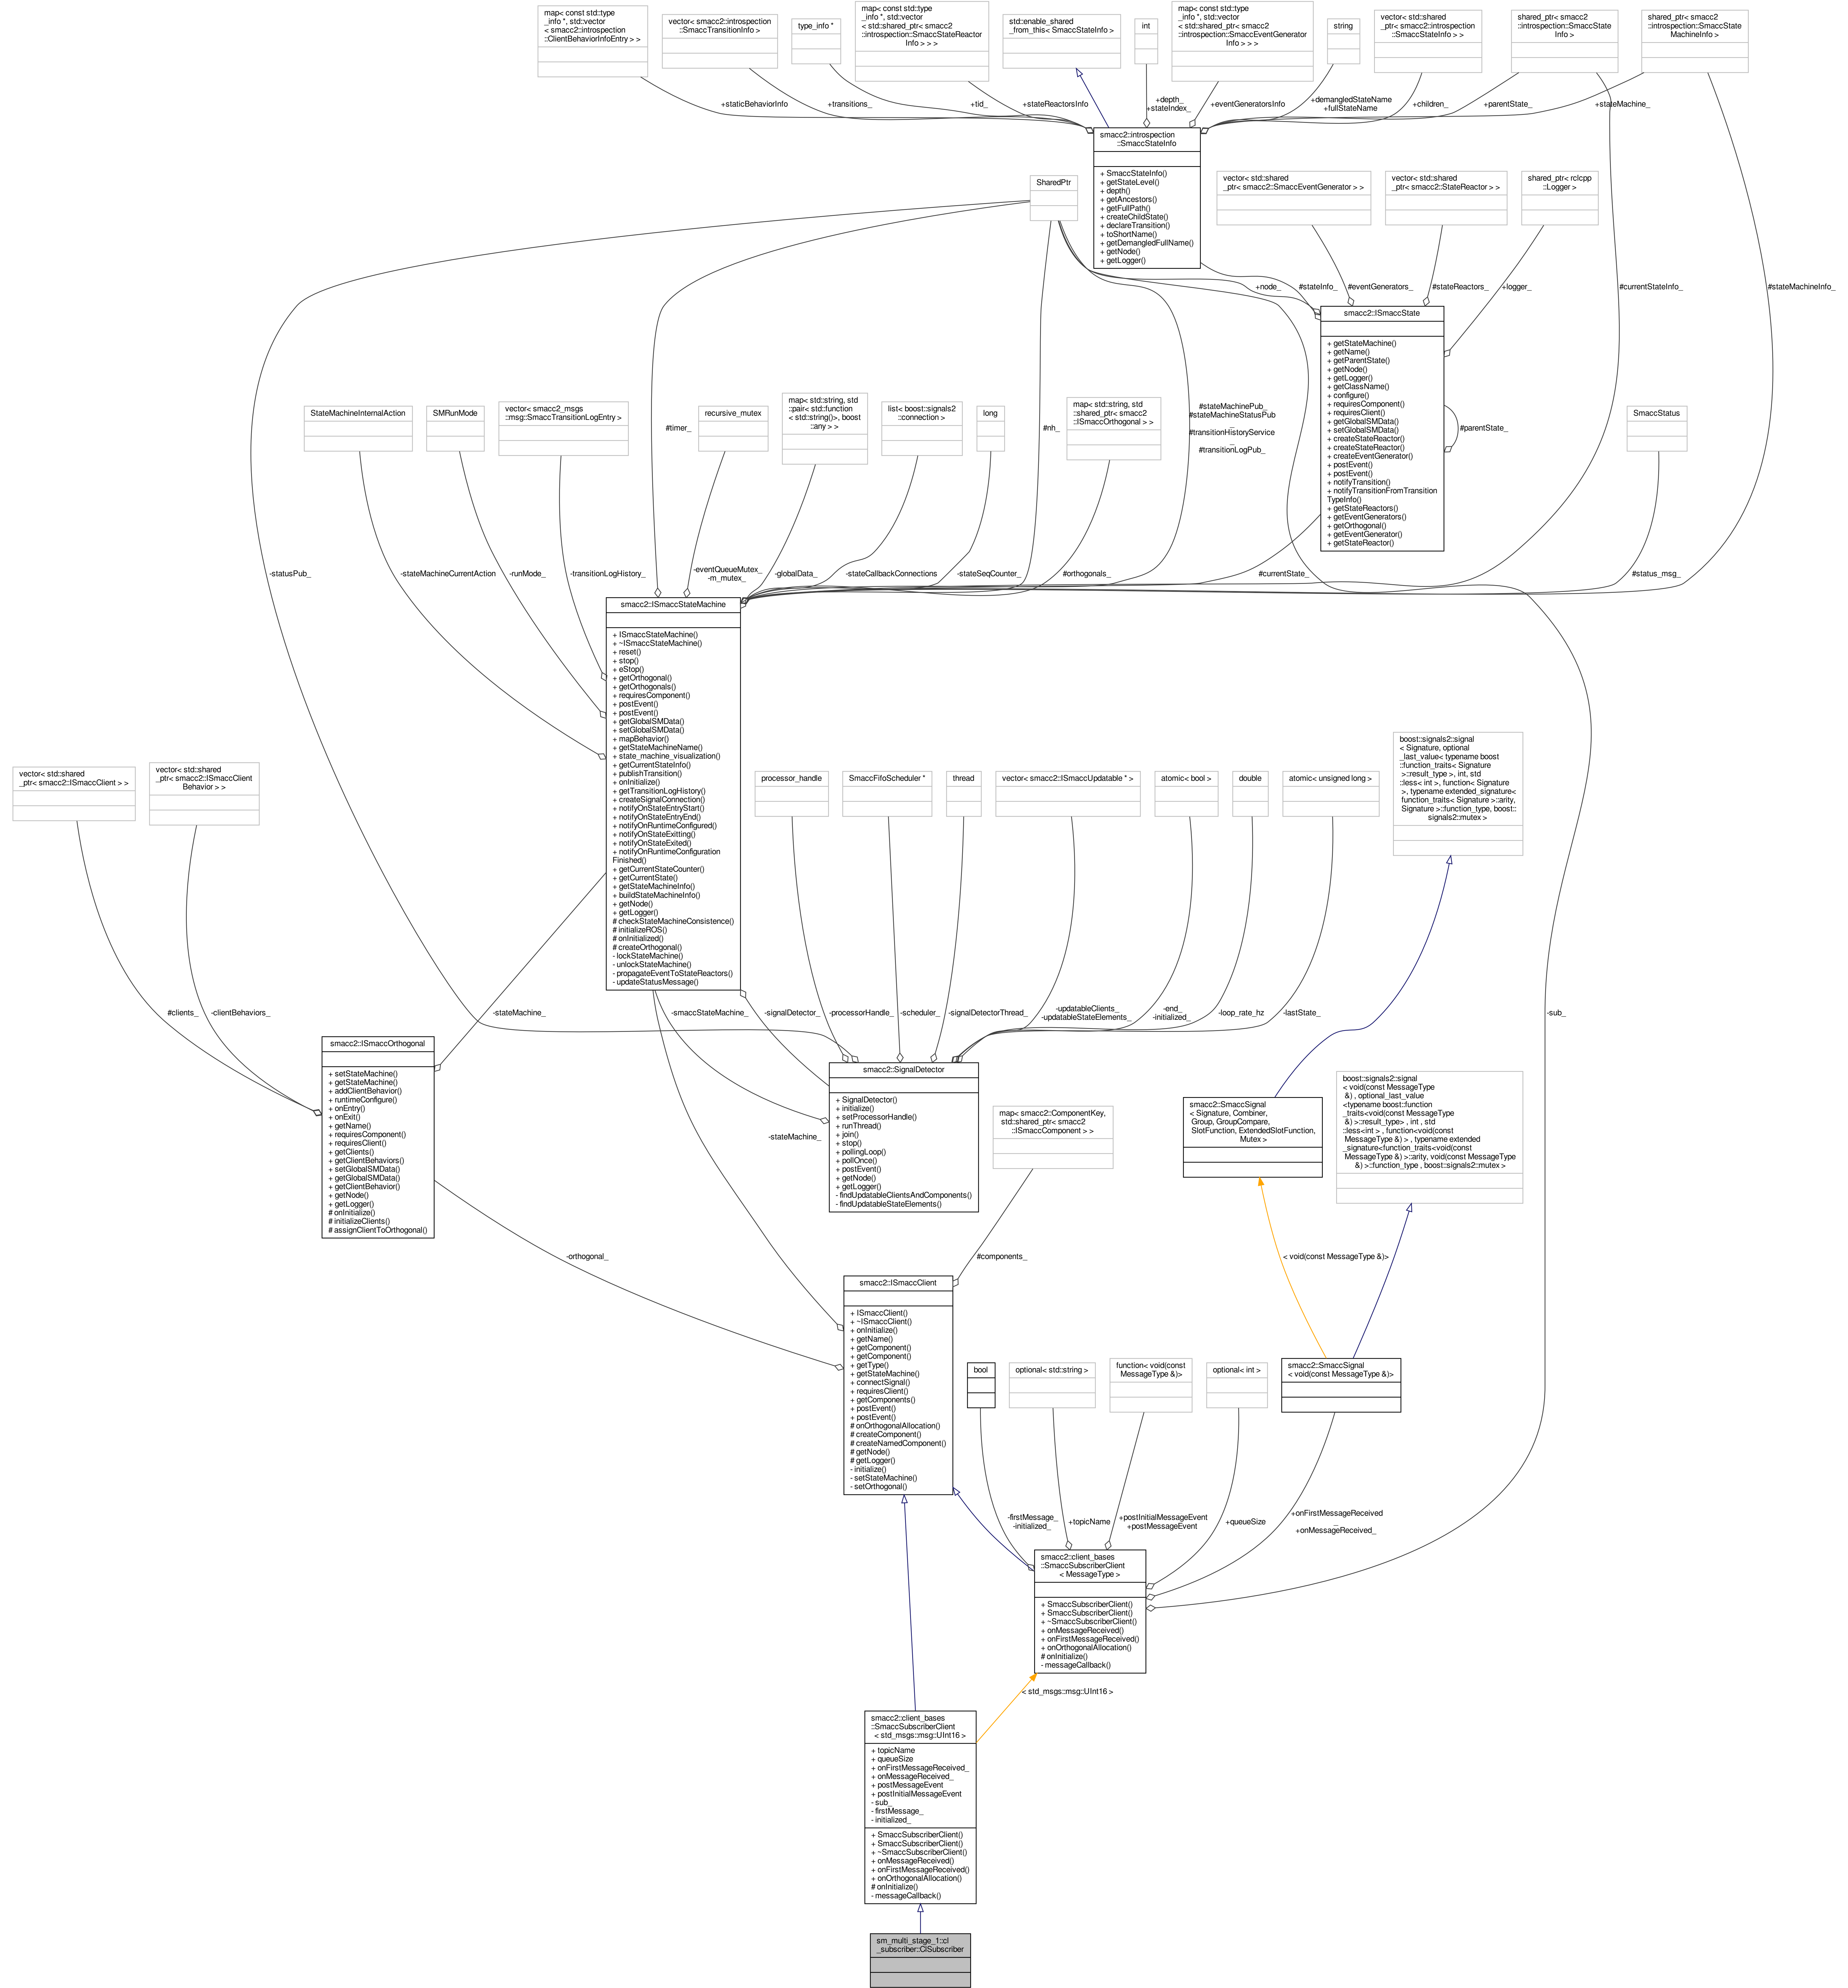 map< const std::type
_info *, std::vector
< smacc2::introspection
::ClientBehaviorInfoEntry > >
vector< smacc2::introspection
::SmaccTransitionInfo >
type_info *
map< const std::type
_info *, std::vector
< std::shared_ptr< smacc2
::introspection::SmaccStateReactor
Info > > >
std::enable_shared
_from_this< SmaccStateInfo >
int
map< const std::type
_info *, std::vector
< std::shared_ptr< smacc2
::introspection::SmaccEventGenerator
Info > > >
string
vector< std::shared
_ptr< smacc2::introspection
::SmaccStateInfo > >
shared_ptr< smacc2
::introspection::SmaccState
Info >
shared_ptr< smacc2
::introspection::SmaccState
MachineInfo >
+staticBehaviorInfo
+transitions_
+tid_
+stateReactorsInfo
+depth_
+stateIndex_
+eventGeneratorsInfo
+demangledStateName
+fullStateName
+children_
+parentState_
+stateMachine_
smacc2::introspection
::SmaccStateInfo
+ SmaccStateInfo()
+ getStateLevel()
+ depth()
+ getAncestors()
+ getFullPath()
+ createChildState()
+ declareTransition()
+ toShortName()
+ getDemangledFullName()
+ getNode()
+ getLogger()
SharedPtr
vector< std::shared
_ptr< smacc2::SmaccEventGenerator > >
vector< std::shared
_ptr< smacc2::StateReactor > >
shared_ptr< rclcpp
::Logger >
+node_
#stateInfo_
#eventGenerators_
#stateReactors_
+logger_
#currentStateInfo_
#stateMachineInfo_
smacc2::ISmaccState
+ getStateMachine()
+ getName()
+ getParentState()
+ getNode()
+ getLogger()
+ getClassName()
+ configure()
+ requiresComponent()
+ requiresClient()
+ getGlobalSMData()
+ setGlobalSMData()
+ createStateReactor()
+ createStateReactor()
+ createEventGenerator()
+ postEvent()
+ postEvent()
+ notifyTransition()
+ notifyTransitionFromTransition
TypeInfo()
+ getStateReactors()
+ getEventGenerators()
+ getOrthogonal()
+ getEventGenerator()
+ getStateReactor()
#parentState_
StateMachineInternalAction
SMRunMode
vector< smacc2_msgs
::msg::SmaccTransitionLogEntry >
#timer_
recursive_mutex
map< std::string, std
::pair< std::function
< std::string()>, boost
::any > >
list< boost::signals2
::connection >
long
#nh_
map< std::string, std
::shared_ptr< smacc2
::ISmaccOrthogonal > >
#stateMachinePub_
#stateMachineStatusPub
_
#transitionHistoryService
_
#transitionLogPub_
SmaccStatus
-statusPub_
-stateMachineCurrentAction
-runMode_
-transitionLogHistory_
-eventQueueMutex_
-m_mutex_
-globalData_
-stateCallbackConnections
-stateSeqCounter_
#orthogonals_
#currentState_
#status_msg_
smacc2::ISmaccStateMachine
+ ISmaccStateMachine()
+ ~ISmaccStateMachine()
+ reset()
+ stop()
+ eStop()
+ getOrthogonal()
+ getOrthogonals()
+ requiresComponent()
+ postEvent()
+ postEvent()
+ getGlobalSMData()
+ setGlobalSMData()
+ mapBehavior()
+ getStateMachineName()
+ state_machine_visualization()
+ getCurrentStateInfo()
+ publishTransition()
+ onInitialize()
+ getTransitionLogHistory()
+ createSignalConnection()
+ notifyOnStateEntryStart()
+ notifyOnStateEntryEnd()
+ notifyOnRuntimeConfigured()
+ notifyOnStateExitting()
+ notifyOnStateExited()
+ notifyOnRuntimeConfiguration
Finished()
+ getCurrentStateCounter()
+ getCurrentState()
+ getStateMachineInfo()
+ buildStateMachineInfo()
+ getNode()
+ getLogger()
# checkStateMachineConsistence()
# initializeROS()
# onInitialized()
# createOrthogonal()
- lockStateMachine()
- unlockStateMachine()
- propagateEventToStateReactors()
- updateStatusMessage()
vector< std::shared
_ptr< smacc2::ISmaccClient > >
vector< std::shared
_ptr< smacc2::ISmaccClient
Behavior > >
processor_handle
SmaccFifoScheduler *
thread
vector< smacc2::ISmaccUpdatable * >
atomic< bool >
double
atomic< unsigned long >
boost::signals2::signal
< Signature, optional
_last_value< typename boost
::function_traits< Signature
>::result_type >, int, std
::less< int >, function< Signature
>, typename extended_signature<
function_traits< Signature >::arity,
Signature >::function_type, boost::
signals2::mutex >
#clients_
-clientBehaviors_
-stateMachine_
-smaccStateMachine_
-signalDetector_
-processorHandle_
-scheduler_
-signalDetectorThread_
-updatableClients_
-updatableStateElements_
-end_
-initialized_
-loop_rate_hz
-lastState_
-sub_
smacc2::ISmaccOrthogonal
+ setStateMachine()
+ getStateMachine()
+ addClientBehavior()
+ runtimeConfigure()
+ onEntry()
+ onExit()
+ getName()
+ requiresComponent()
+ requiresClient()
+ getClients()
+ getClientBehaviors()
+ setGlobalSMData()
+ getGlobalSMData()
+ getClientBehavior()
+ getNode()
+ getLogger()
# onInitialize()
# initializeClients()
# assignClientToOrthogonal()
smacc2::SignalDetector
+ SignalDetector()
+ initialize()
+ setProcessorHandle()
+ runThread()
+ join()
+ stop()
+ pollingLoop()
+ pollOnce()
+ postEvent()
+ getNode()
+ getLogger()
- findUpdatableClientsAndComponents()
- findUpdatableStateElements()
-stateMachine_
map< smacc2::ComponentKey,
std::shared_ptr< smacc2
::ISmaccComponent > >
smacc2::SmaccSignal
< Signature, Combiner,
Group, GroupCompare,
SlotFunction, ExtendedSlotFunction,
Mutex >
boost::signals2::signal
< void(const MessageType
&) , optional_last_value
<typename boost::function
_traits<void(const MessageType
&) >::result_type> , int , std
::less<int > , function<void(const
MessageType &) > , typename extended
_signature<function_traits<void(const
MessageType &) >::arity, void(const MessageType
&) >::function_type , boost::signals2::mutex >
-orthogonal_
#components_
< void(const MessageType &)>
smacc2::ISmaccClient
+ ISmaccClient()
+ ~ISmaccClient()
+ onInitialize()
+ getName()
+ getComponent()
+ getComponent()
+ getType()
+ getStateMachine()
+ connectSignal()
+ requiresClient()
+ getComponents()
+ postEvent()
+ postEvent()
# onOrthogonalAllocation()
# createComponent()
# createNamedComponent()
# getNode()
# getLogger()
- initialize()
- setStateMachine()
- setOrthogonal()
bool
optional< std::string >
function< void(const
MessageType &)>
optional< int >
smacc2::SmaccSignal
< void(const MessageType &)>
-firstMessage_
-initialized_
+topicName
+postInitialMessageEvent
+postMessageEvent
+queueSize
+onFirstMessageReceived
_
+onMessageReceived_
smacc2::client_bases
::SmaccSubscriberClient
< MessageType >
+ SmaccSubscriberClient()
+ SmaccSubscriberClient()
+ ~SmaccSubscriberClient()
+ onMessageReceived()
+ onFirstMessageReceived()
+ onOrthogonalAllocation()
# onInitialize()
- messageCallback()
< std_msgs::msg::UInt16 >
smacc2::client_bases
::SmaccSubscriberClient
< std_msgs::msg::UInt16 >
+ topicName
+ queueSize
+ onFirstMessageReceived_
+ onMessageReceived_
+ postMessageEvent
+ postInitialMessageEvent
- sub_
- firstMessage_
- initialized_
+ SmaccSubscriberClient()
+ SmaccSubscriberClient()
+ ~SmaccSubscriberClient()
+ onMessageReceived()
+ onFirstMessageReceived()
+ onOrthogonalAllocation()
# onInitialize()
- messageCallback()
sm_multi_stage_1::cl
_subscriber::ClSubscriber